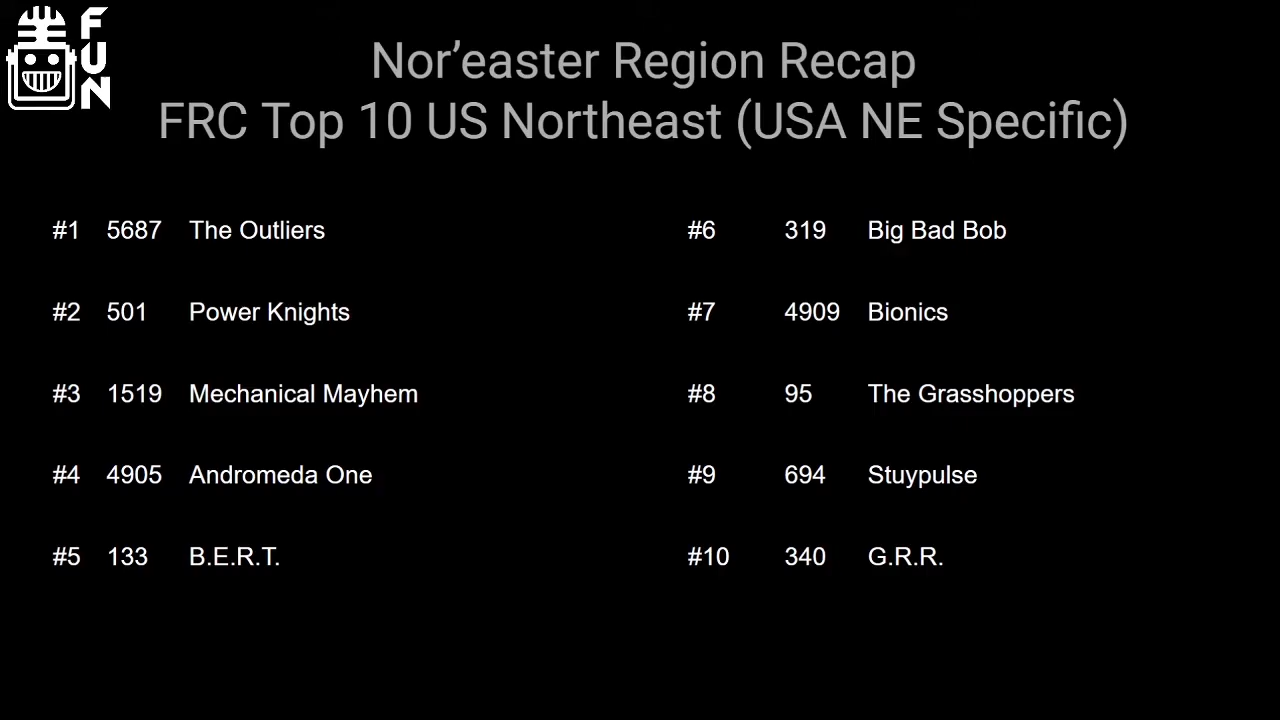 FUN
Nor’easter Region Recap
FRC Top 10 US Northeast (USA NE Specific)
#1 5687 The Outliers
#2 501 Power Knights
#3 1519 Mechanical Mayhem
#4 4905 Andromeda One
#5 133 B.E.R.T.
#6 319 Big Bad Bob
#7 4909 Bionics
#8 95 The Grasshoppers
#9 694 Stuypulse
#10 340 G.R.R.